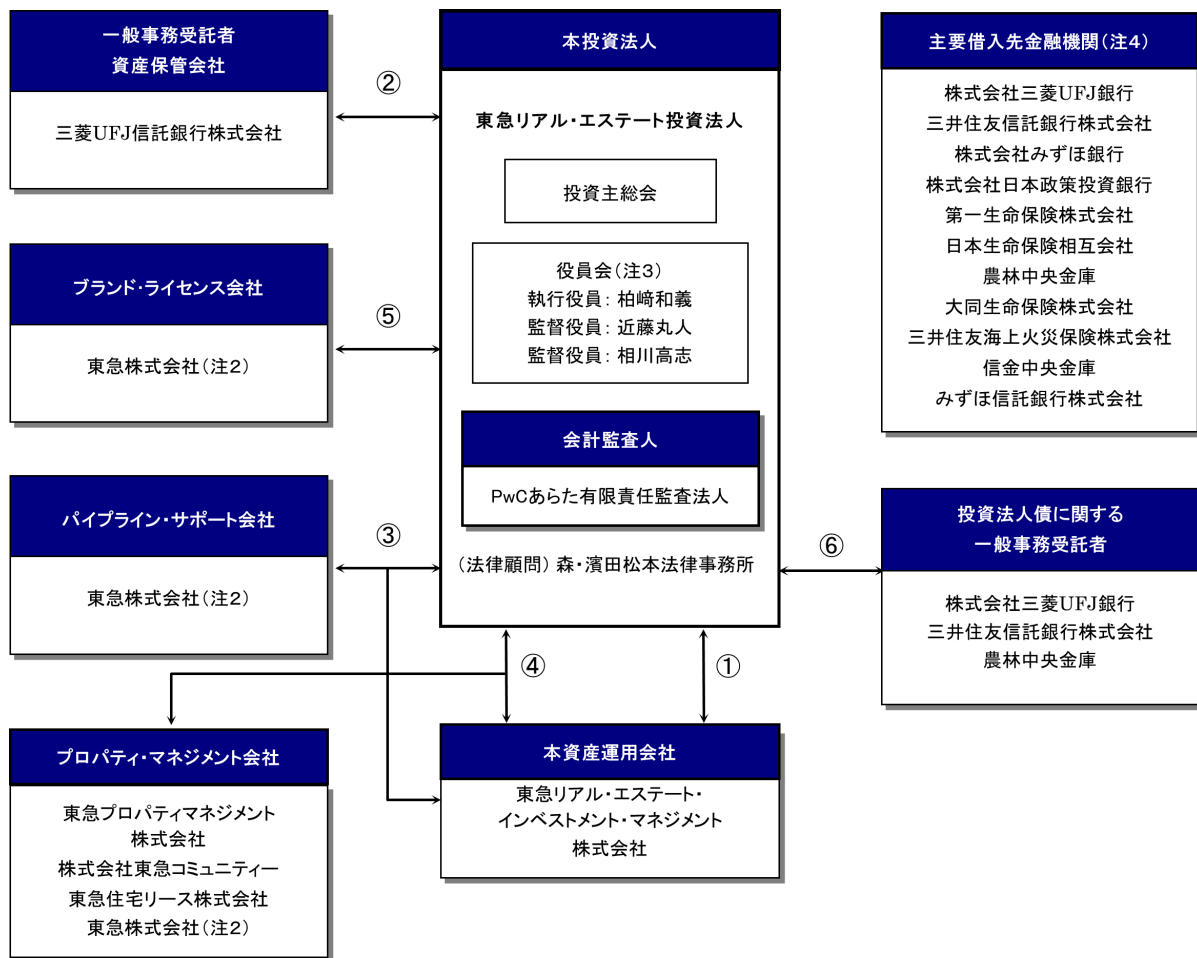 一般事務受託者
資産保管会社
三菱UFJ信託銀行株式会社
②
ブランド・ライセンス会社
東急株式会社(注2)
⑤
パイプライン・サポート会社
東急株式会社(注2)
③
プロパティ・マネジメント会社
東急プロパティマネジメント
株式会社
株式会社東急コミュニティー
東急住宅リース株式会社
東急株式会社(注2)
④
本投資法人
東急リアル・エステート投資法人
投資主総会
役員会(注3)
執行役員: 柏﨑和義
監督役員: 近藤丸人
監督役員: 相川高志
会計監査人
PwCあらた有限責任監査法人
(法律顧問) 森・濱田松本法律事務所
①
本資産運用会社
東急リアル・エステート・
インベストメント・マネジメント
株式会社
主要借入先金融機関(注4)
株式会社三菱UFJ銀行
三井住友信託銀行株式会社
株式会社みずほ銀行
株式会社日本政策投資銀行
第一生命保険株式会社
日本生命保険相互会社
農林中央金庫
大同生命保険株式会社
三井住友海上火災保険株式会社
信金中央金庫
みずほ信託銀行株式会社
⑥
投資法人債に関する
一般事務受託者
株式会社三菱UFJ銀行
三井住友信託銀行株式会社
農林中央金庫